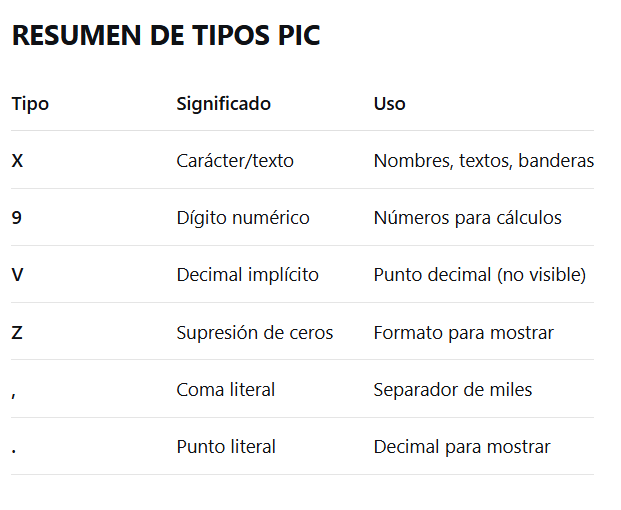 RESUMEN DE TIPOS PIC
Tipo Significado Uso
X Carácter/texto Nombres, textos, banderas
9 Dígito numérico Números para cálculos
V Decimal implícito Punto decimal (no visible)
Z Supresión de ceros Formato para mostrar
, Coma literal Separador de miles
. Punto literal Decimal para mostrar